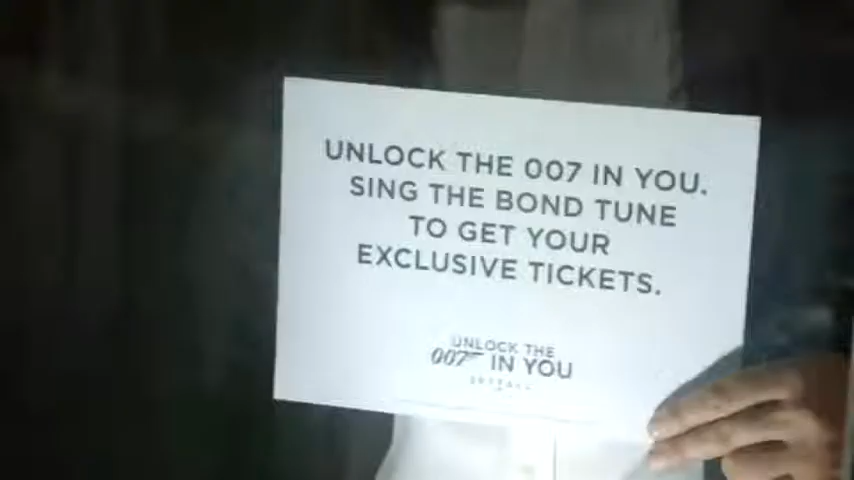 UNLOCK THE 007 IN YOU.
SING THE BOND TUNE
TO GET YOUR
EXCLUSIVE TICKETS.
UNLOCK THE
007 IN YOU
SKYFALL